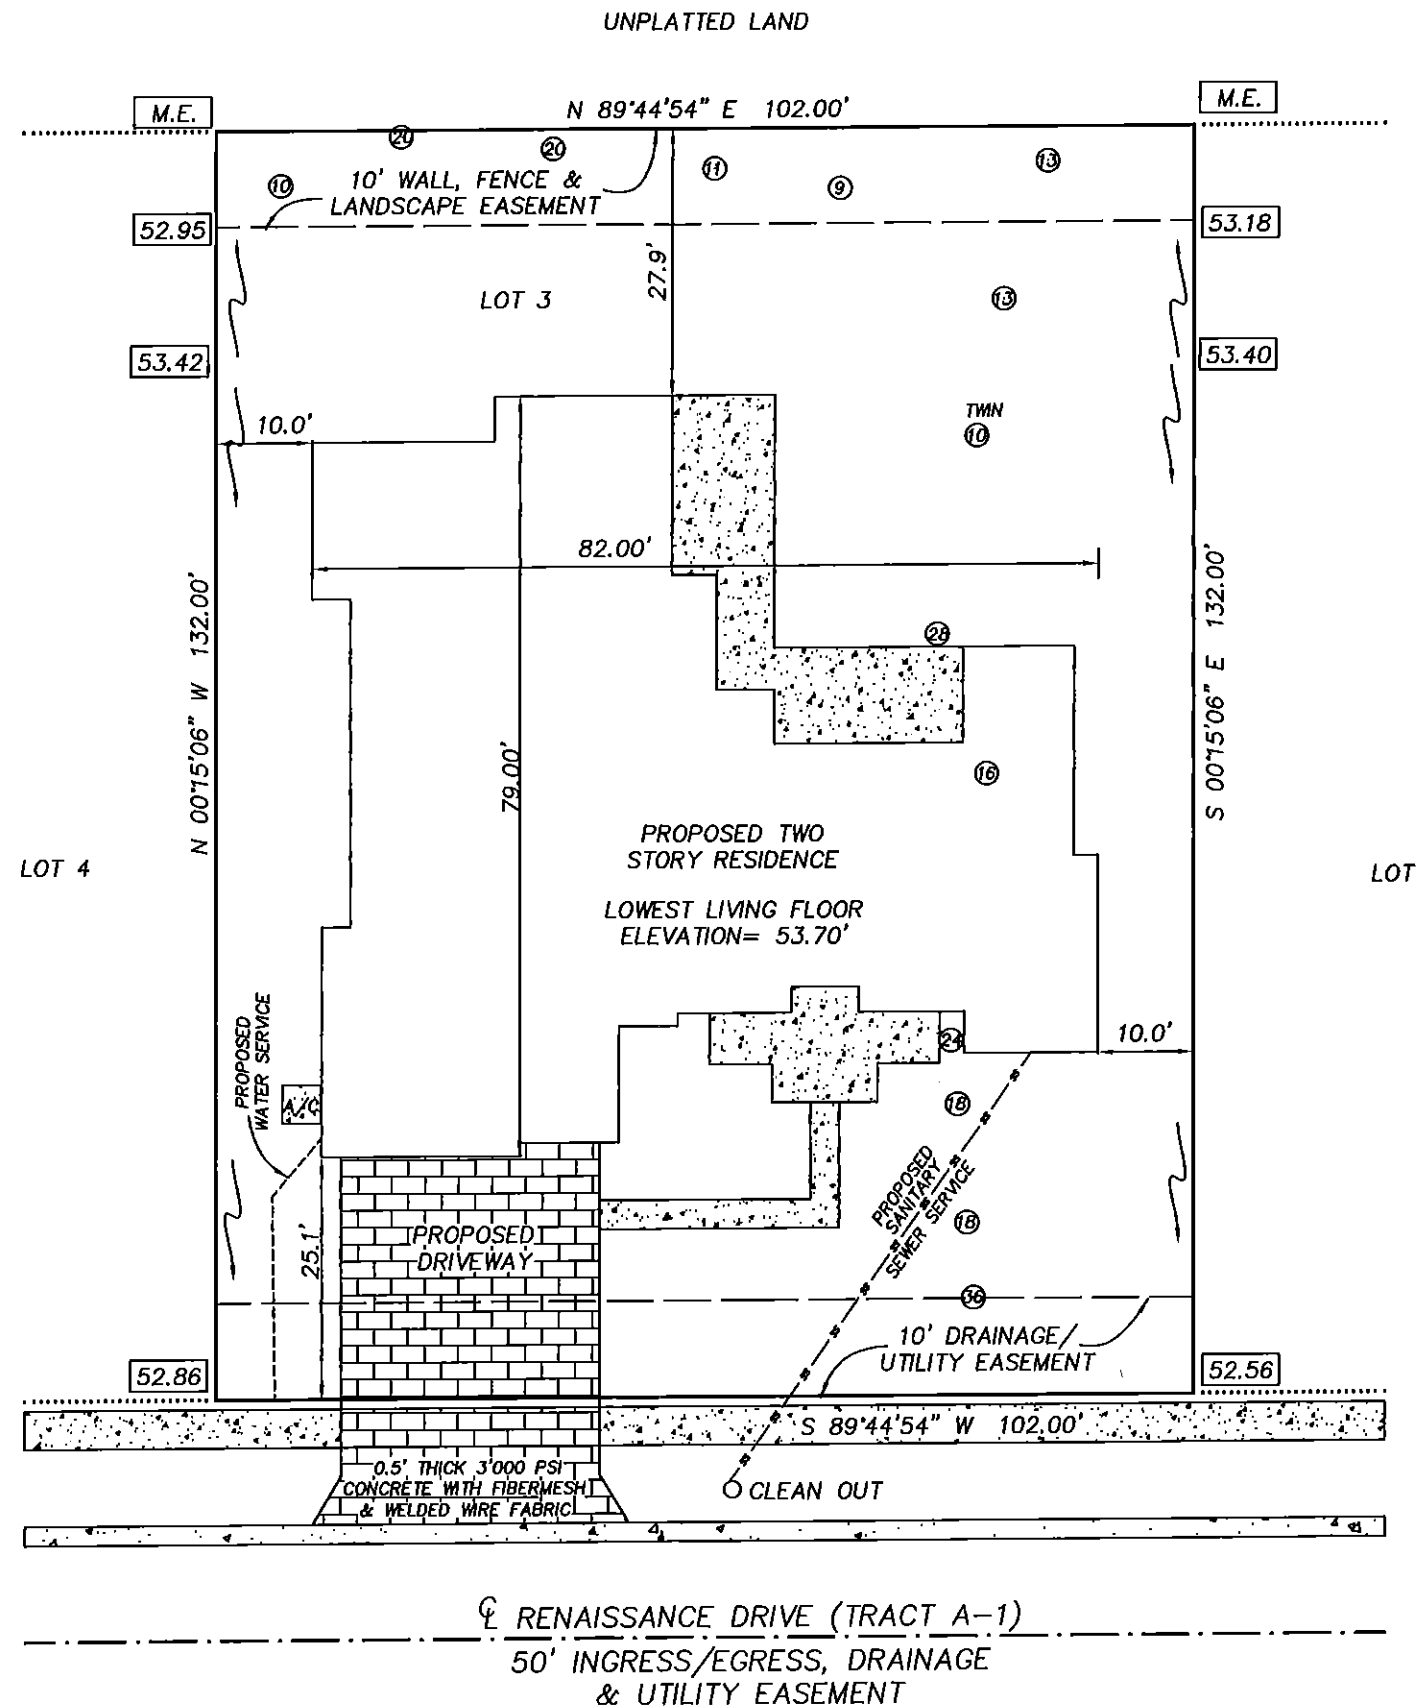 UNPLATTED LAND
M.E.
N 89°44'54" E 102.00'
M.E.
20
20
11
13
10
9
10' WALL, FENCE &
LANDSCAPE EASEMENT
52.95
53.18
27.9'
LOT 3
13
53.42
53.40
10.0'
TWIN
10
82.00'
N 00°15'06" W 132.00'
S 00°15'06" E 132.00'
28
79.00'
16
PROPOSED TWO
STORY RESIDENCE
LOT 4
LOT
LOWEST LIVING FLOOR
ELEVATION= 53.70'
PROPOSED
WATER SERVICE
24
10.0'
A/C
18
PROPOSED
SANITARY
SEWER SERVICE
18
25.1'
PROPOSED
DRIVEWAY
36
10' DRAINAGE/
UTILITY EASEMENT
52.86
52.56
S 89°44'54" W 102.00'
0.5' THICK 3'000 PSI
CONCRETE WITH FIBERMESH
& WELDED WIRE FABRIC
CLEAN OUT
℄ RENAISSANCE DRIVE (TRACT A-1)
50' INGRESS/EGRESS, DRAINAGE
& UTILITY EASEMENT